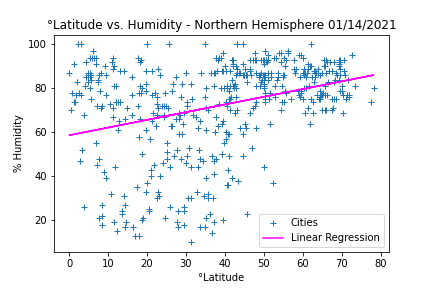 °Latitude vs. Humidity - Northern Hemisphere 01/14/2021
100
80
60
40
20
% Humidity
0 10 20 30 40 50 60 70 80
°Latitude
Cities
Linear Regression